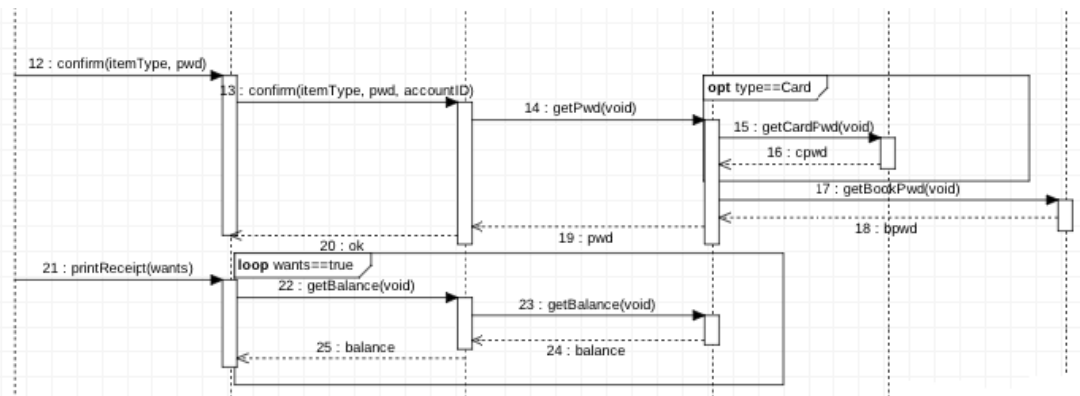 12 : confirm(itemType, pwd)
13 : confirm(itemType, pwd, accountID)
opt type==Card
14 : getPwd(void)
15 : getCardPwd(void)
16 : cpwd
17 : getBookPwd(void)
18 : bpwd
19 : pwd
20 : ok
21 : printReceipt(wants)
loop wants==true
22 : getBalance(void)
23 : getBalance(void)
24 : balance
25 : balance